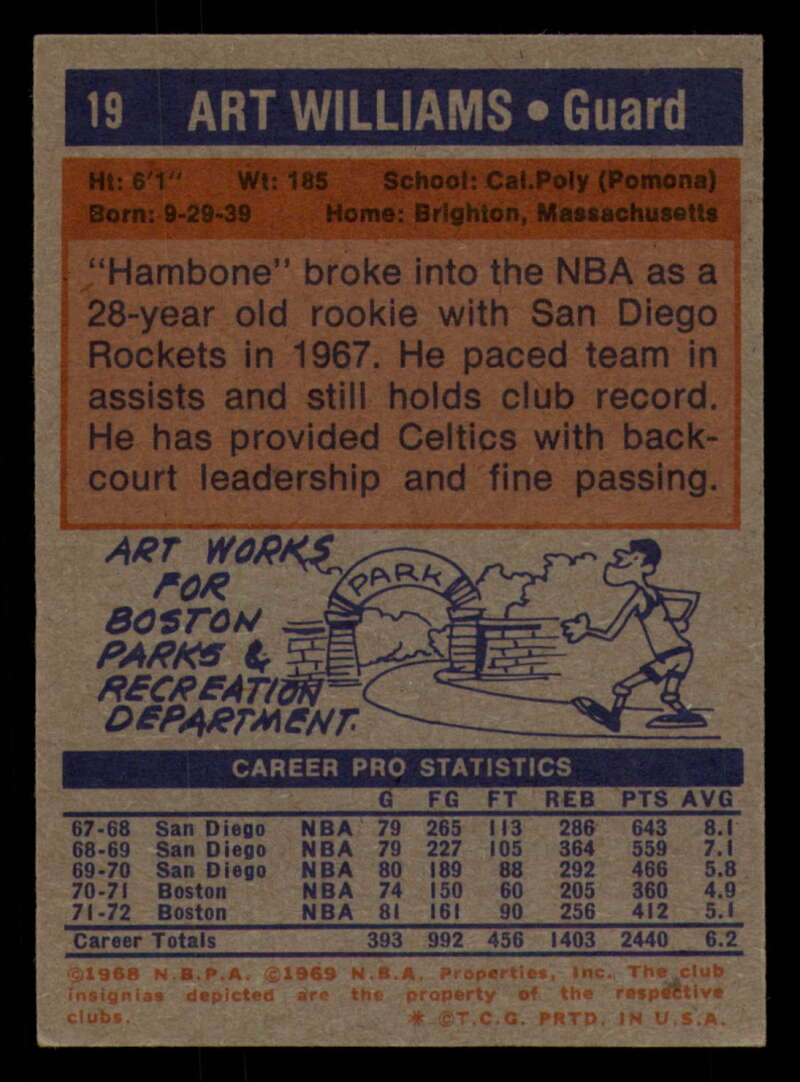 19 ART WILLIAMS • Guard
Ht: 6'1" Wt: 185 School: Cal.Poly (Pomona)
Born: 9-29-39 Home: Brighton, Massachusetts
"Hambone" broke into the NBA as a
28-year old rookie with San Diego
Rockets in 1967. He paced team in
assists and still holds club record.
He has provided Celtics with back-
court leadership and fine passing.
ART WORKS
FOR
BOSTON
PARKS &
RECREATION
DEPARTMENT.
PARK
CAREER PRO STATISTICS
G FG FT REB PTS AVG
67-68 San Diego NBA 79 265 113 286 643 8.1
68-69 San Diego NBA 79 227 105 364 559 7.1
69-70 San Diego NBA 80 189 88 292 466 5.8
70-71 Boston NBA 74 150 60 205 360 4.9
71-72 Boston NBA 81 161 90 256 412 5.1
Career Totals 393 992 456 1403 2440 6.2
©1968 N.B.P.A. ©1969 N.B.A. Properties, Inc. The club
insignias depicted are the property of the respective
clubs. * ©T.C.G. PRTD. IN U.S.A.